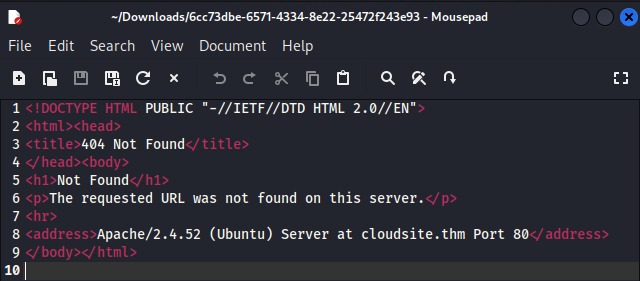 ~/Downloads/6cc73dbe-6571-4334-8e22-25472f243e93 - Mousepad
File Edit Search View Document Help
1 <!DOCTYPE HTML PUBLIC "-//IETF//DTD HTML 2.0//EN">
2 <html><head>
3 <title>404 Not Found</title>
4 </head><body>
5 <h1>Not Found</h1>
6 <p>The requested URL was not found on this server.</p>
7 <hr>
8 <address>Apache/2.4.52 (Ubuntu) Server at cloudsite.thm Port 80</address>
9 </body></html>
10